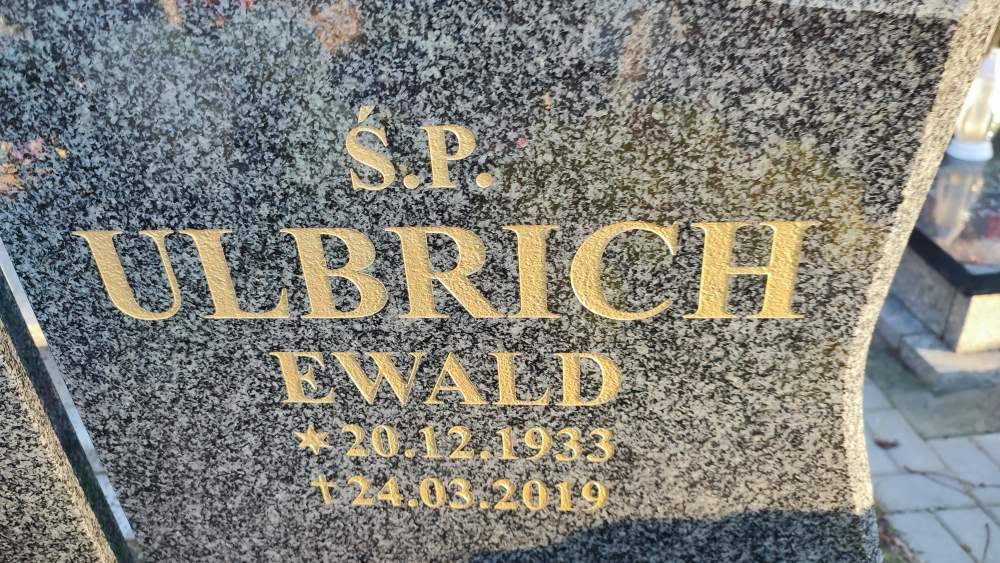 Ś.P.
ULBRICH
EWALD
✶20.12.1933
†24.03.2019